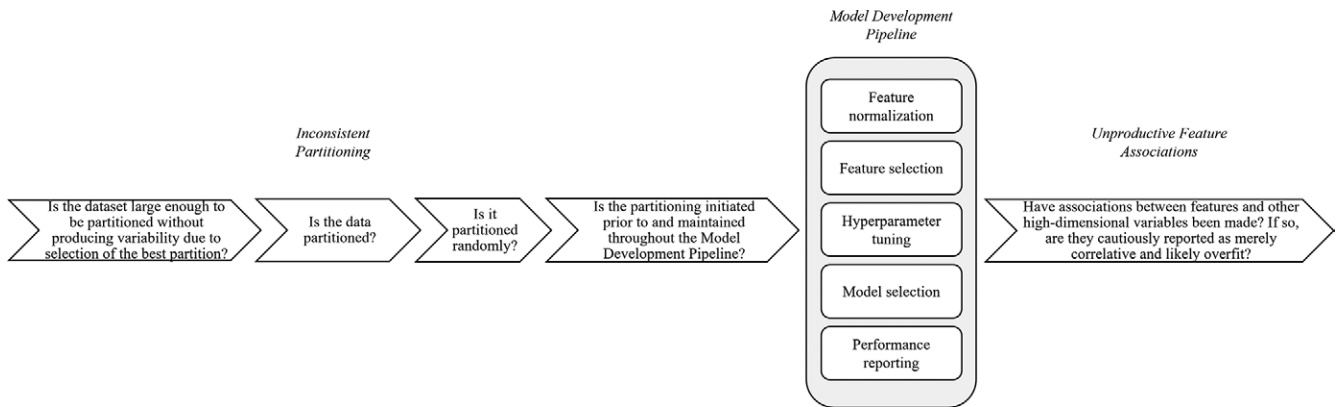 Inconsistent
Partitioning
Is the dataset large enough to
be partitioned without
producing variability due to
selection of the best partition?
Is the data
partitioned?
Is it
partitioned
randomly?
Is the partitioning initiated
prior to and maintained
throughout the Model
Development Pipeline?
Model Development
Pipeline
Feature
normalization
Feature selection
Hyperparameter
tuning
Model selection
Performance
reporting
Unproductive Feature
Associations
Have associations between features and other
high-dimensional variables been made? If so,
are they cautiously reported as merely
correlative and likely overfit?